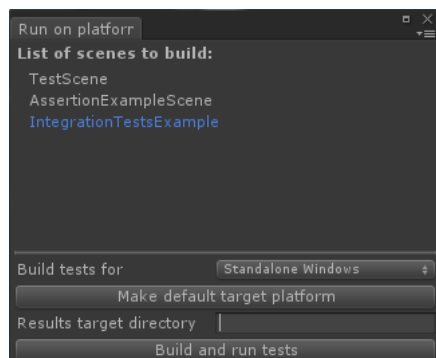 Run on platforr
List of scenes to build:
TestScene
AssertionExampleScene
IntegrationTestsExample
Build tests for
Standalone Windows
Make default target platform
Results target directory
Build and run tests